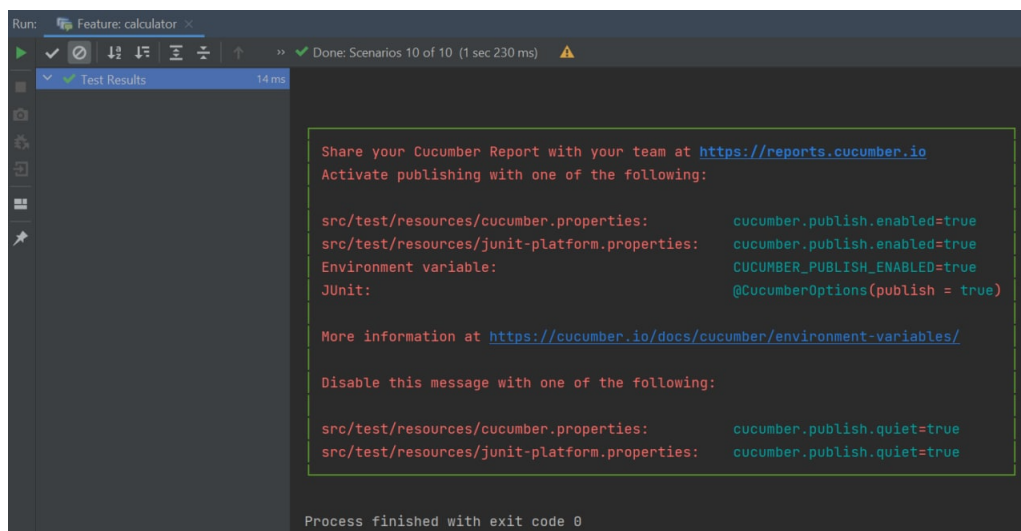 Run: Feature: calculator
Done: Scenarios 10 of 10 (1 sec 230 ms)
Test Results 14 ms
Share your Cucumber Report with your team at https://reports.cucumber.io
Activate publishing with one of the following:
src/test/resources/cucumber.properties: cucumber.publish.enabled=true
src/test/resources/junit-platform.properties: cucumber.publish.enabled=true
Environment variable: CUCUMBER_PUBLISH_ENABLED=true
JUnit: @CucumberOptions(publish = true)
More information at https://cucumber.io/docs/cucumber/environment-variables/
Disable this message with one of the following:
src/test/resources/cucumber.properties: cucumber.publish.quiet=true
src/test/resources/junit-platform.properties: cucumber.publish.quiet=true
Process finished with exit code 0